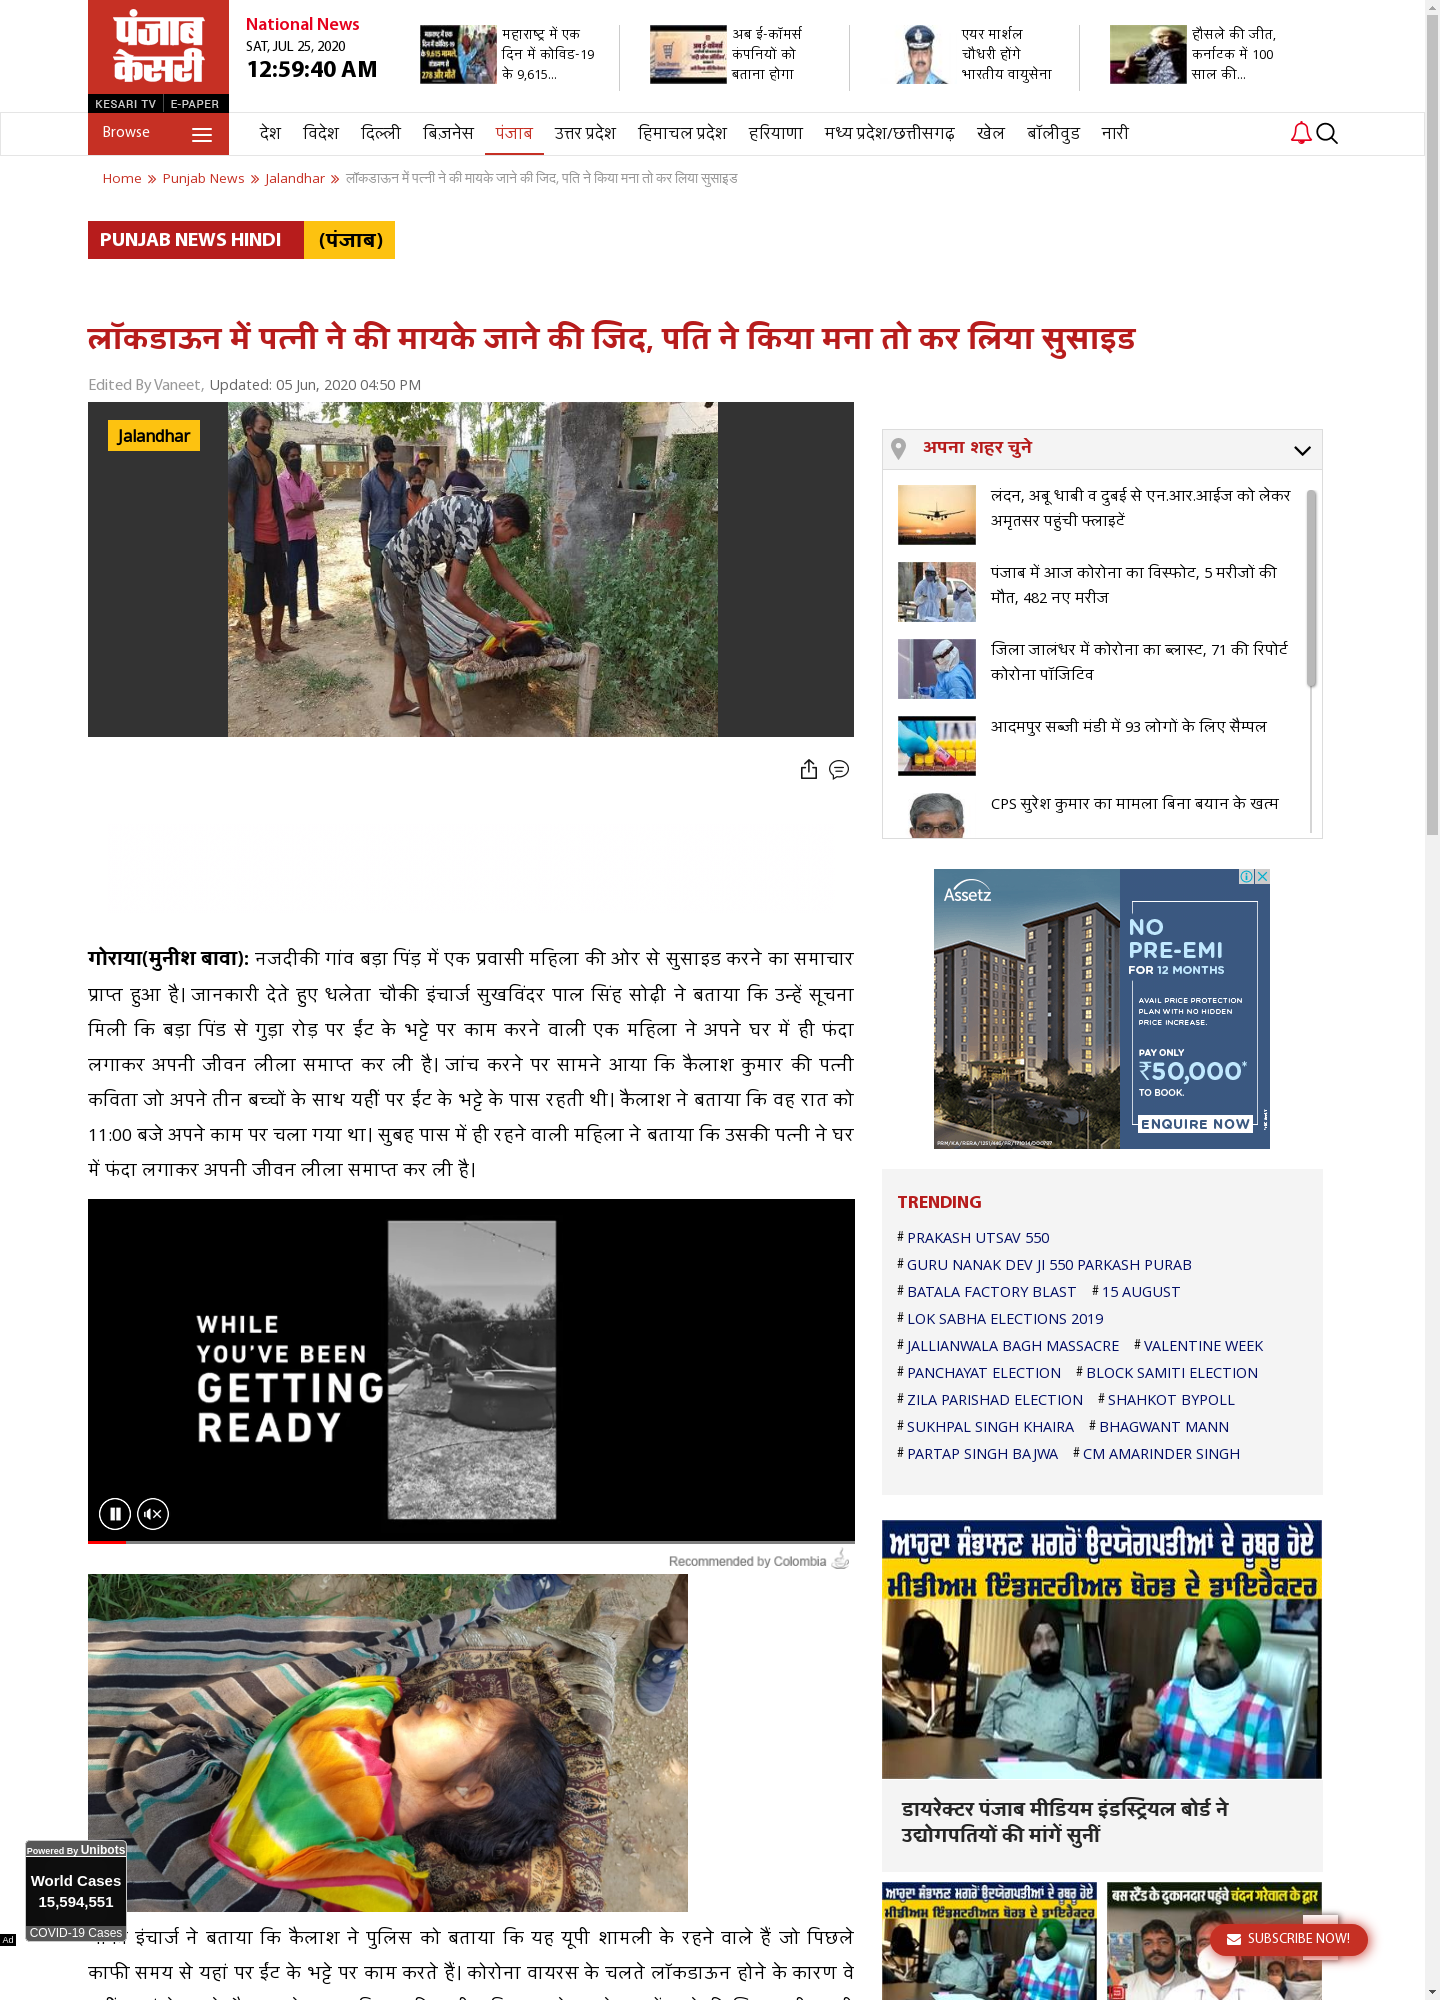 पंजाब
केसरी
KESARI TV
E-PAPER
National News
SAT, JUL 25, 2020
12:59:40 AM
महाराष्ट्र में एक
दिन में कोविड-19
के 9,615...
अब ई-कॉमर्स
कंपनियों को
बताना होगा
एयर मार्शल
चौधरी होंगे
भारतीय वायुसेना
हौसले की जीत,
कर्नाटक में 100
साल की...
Browse
देश विदेश दिल्ली बिज़नेस पंजाब उत्तर प्रदेश हिमाचल प्रदेश हरियाणा मध्य प्रदेश/छत्तीसगढ़ खेल बॉलीवुड नारी
Home » Punjab News » Jalandhar » लॉकडाऊन में पत्नी ने की मायके जाने की जिद, पति ने किया मना तो कर लिया सुसाइड
PUNJAB NEWS HINDI (पंजाब)
लॉकडाऊन में पत्नी ने की मायके जाने की जिद, पति ने किया मना तो कर लिया सुसाइड
Edited By Vaneet, Updated: 05 Jun, 2020 04:50 PM
Jalandhar
अपना शहर चुने
लंदन, अबू धाबी व दुबई से एन.आर.आईज को लेकर
अमृतसर पहुंची फ्लाइटें
पंजाब में आज कोरोना का विस्फोट, 5 मरीजों की
मौत, 482 नए मरीज
जिला जालंधर में कोरोना का ब्लास्ट, 71 की रिपोर्ट
कोरोना पॉजिटिव
आदमपुर सब्जी मंडी में 93 लोगों के लिए सैम्पल
CPS सुरेश कुमार का मामला बिना बयान के खत्म
Assetz
NO
PRE-EMI
FOR 12 MONTHS
AVAIL PRICE PROTECTION
PLAN WITH NO HIDDEN
PRICE INCREASE.
PAY ONLY
₹50,000*
TO BOOK.
ENQUIRE NOW
गोराया(मुनीश बावा): नजदीकी गांव बड़ा पिंड़ में एक प्रवासी महिला की ओर से सुसाइड करने का समाचार
प्राप्त हुआ है। जानकारी देते हुए धलेता चौकी इंचार्ज सुखविंदर पाल सिंह सोढ़ी ने बताया कि उन्हें सूचना
मिली कि बड़ा पिंड से गुड़ा रोड़ पर ईंट के भट्टे पर काम करने वाली एक महिला ने अपने घर में ही फंदा
लगाकर अपनी जीवन लीला समाप्त कर ली है। जांच करने पर सामने आया कि कैलाश कुमार की पत्नी
कविता जो अपने तीन बच्चों के साथ यहीं पर ईंट के भट्टे के पास रहती थी। कैलाश ने बताया कि वह रात को
11:00 बजे अपने काम पर चला गया था। सुबह पास में ही रहने वाली महिला ने बताया कि उसकी पत्नी ने घर
में फंदा लगाकर अपनी जीवन लीला समाप्त कर ली है।
WHILE
YOU'VE BEEN
GETTING
READY
Recommended by Colombia
TRENDING
# PRAKASH UTSAV 550
# GURU NANAK DEV JI 550 PARKASH PURAB
# BATALA FACTORY BLAST # 15 AUGUST
# LOK SABHA ELECTIONS 2019
# JALLIANWALA BAGH MASSACRE # VALENTINE WEEK
# PANCHAYAT ELECTION # BLOCK SAMITI ELECTION
# ZILA PARISHAD ELECTION # SHAHKOT BYPOLL
# SUKHPAL SINGH KHAIRA # BHAGWANT MANN
# PARTAP SINGH BAJWA # CM AMARINDER SINGH
ਆਹੁਦਾ ਸੰਭਾਲਣ ਮਗਰੋਂ ਉਦਯੋਗਪਤੀਆਂ ਦੇ ਰੂਬਰੂ ਹੋਏ
ਮੀਡੀਅਮ ਇੰਡਸਟਰੀਅਲ ਬੋਰਡ ਦੇ ਡਾਇਰੈਕਟਰ
डायरेक्टर पंजाब मीडियम इंडस्ट्रियल बोर्ड ने
उद्योगपतियों की मांगें सुनीं
ਆਹੁਦਾ ਸੰਭਾਲਣ ਮਗਰੋਂ ਉਦਯੋਗਪਤੀਆਂ ਦੇ ਰੂਬਰੂ ਹੋਏ
ਮੀਡੀਅਮ ਇੰਡਸਟਰੀਅਲ ਬੋਰਡ ਦੇ ਡਾਇਰੈਕਟਰ
बस स्टैंड के दुकानदार पहुंचे चंदन गरेवाल के द्वार
SUBSCRIBE NOW!
Powered By Unibots
World Cases
15,594,551
COVID-19 Cases
Ad
इंचार्ज ने बताया कि कैलाश ने पुलिस को बताया कि यह यूपी शामली के रहने वाले हैं जो पिछले
काफी समय से यहां पर ईंट के भट्टे पर काम करते हैं। कोरोना वायरस के चलते लॉकडाऊन होने के कारण वे